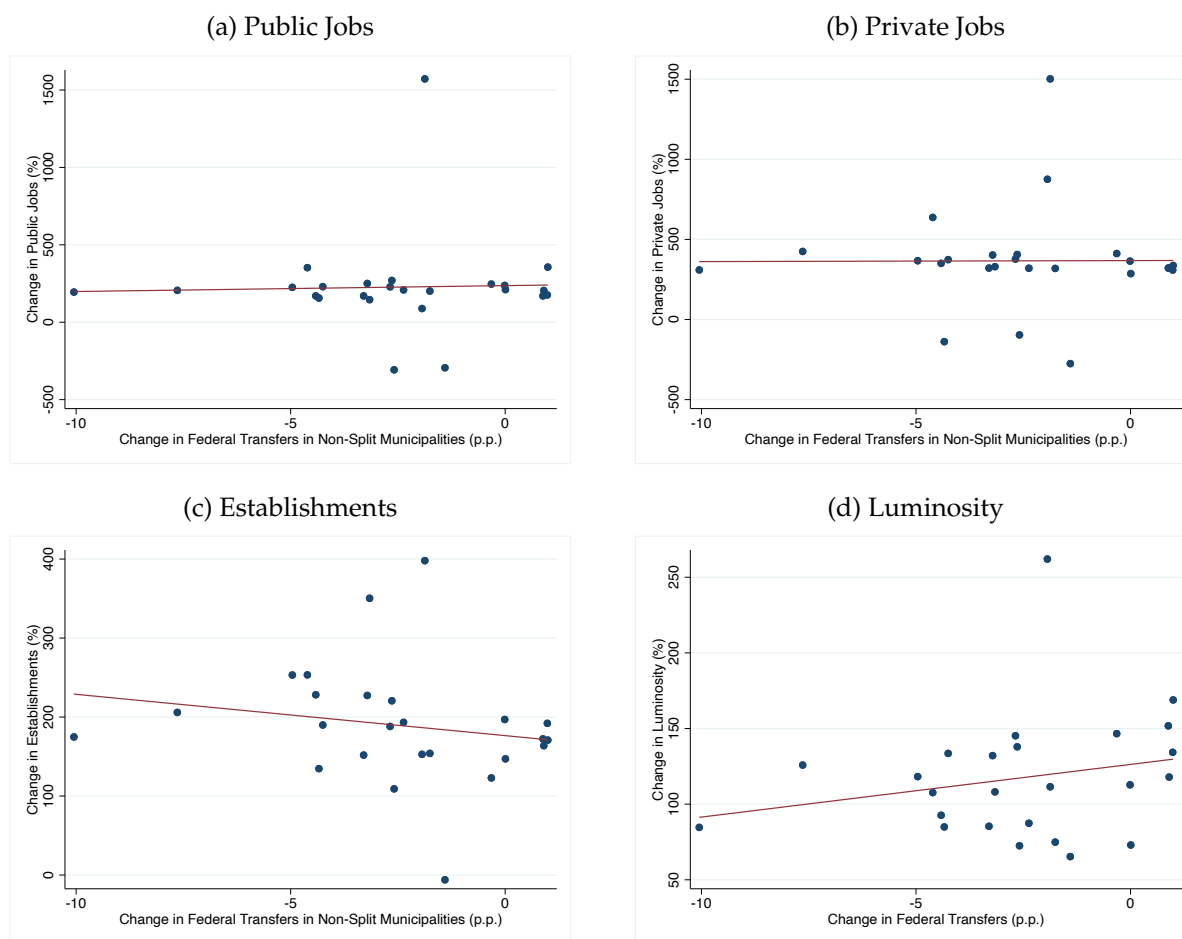 (a) Public Jobs
Change in Public Jobs (%)
1500
1000
500
0
-500
-10
-5
0
Change in Federal Transfers in Non-Split Municipalities (p.p.)
(b) Private Jobs
Change in Private Jobs (%)
1500
1000
500
0
-500
-10
-5
0
Change in Federal Transfers in Non-Split Municipalities (p.p.)
(c) Establishments
Change in Establishments (%)
400
300
200
100
0
-10
-5
0
Change in Federal Transfers in Non-Split Municipalities (p.p.)
(d) Luminosity
Change in Luminosity (%)
250
200
150
100
50
-10
-5
0
Change in Federal Transfers (p.p.)